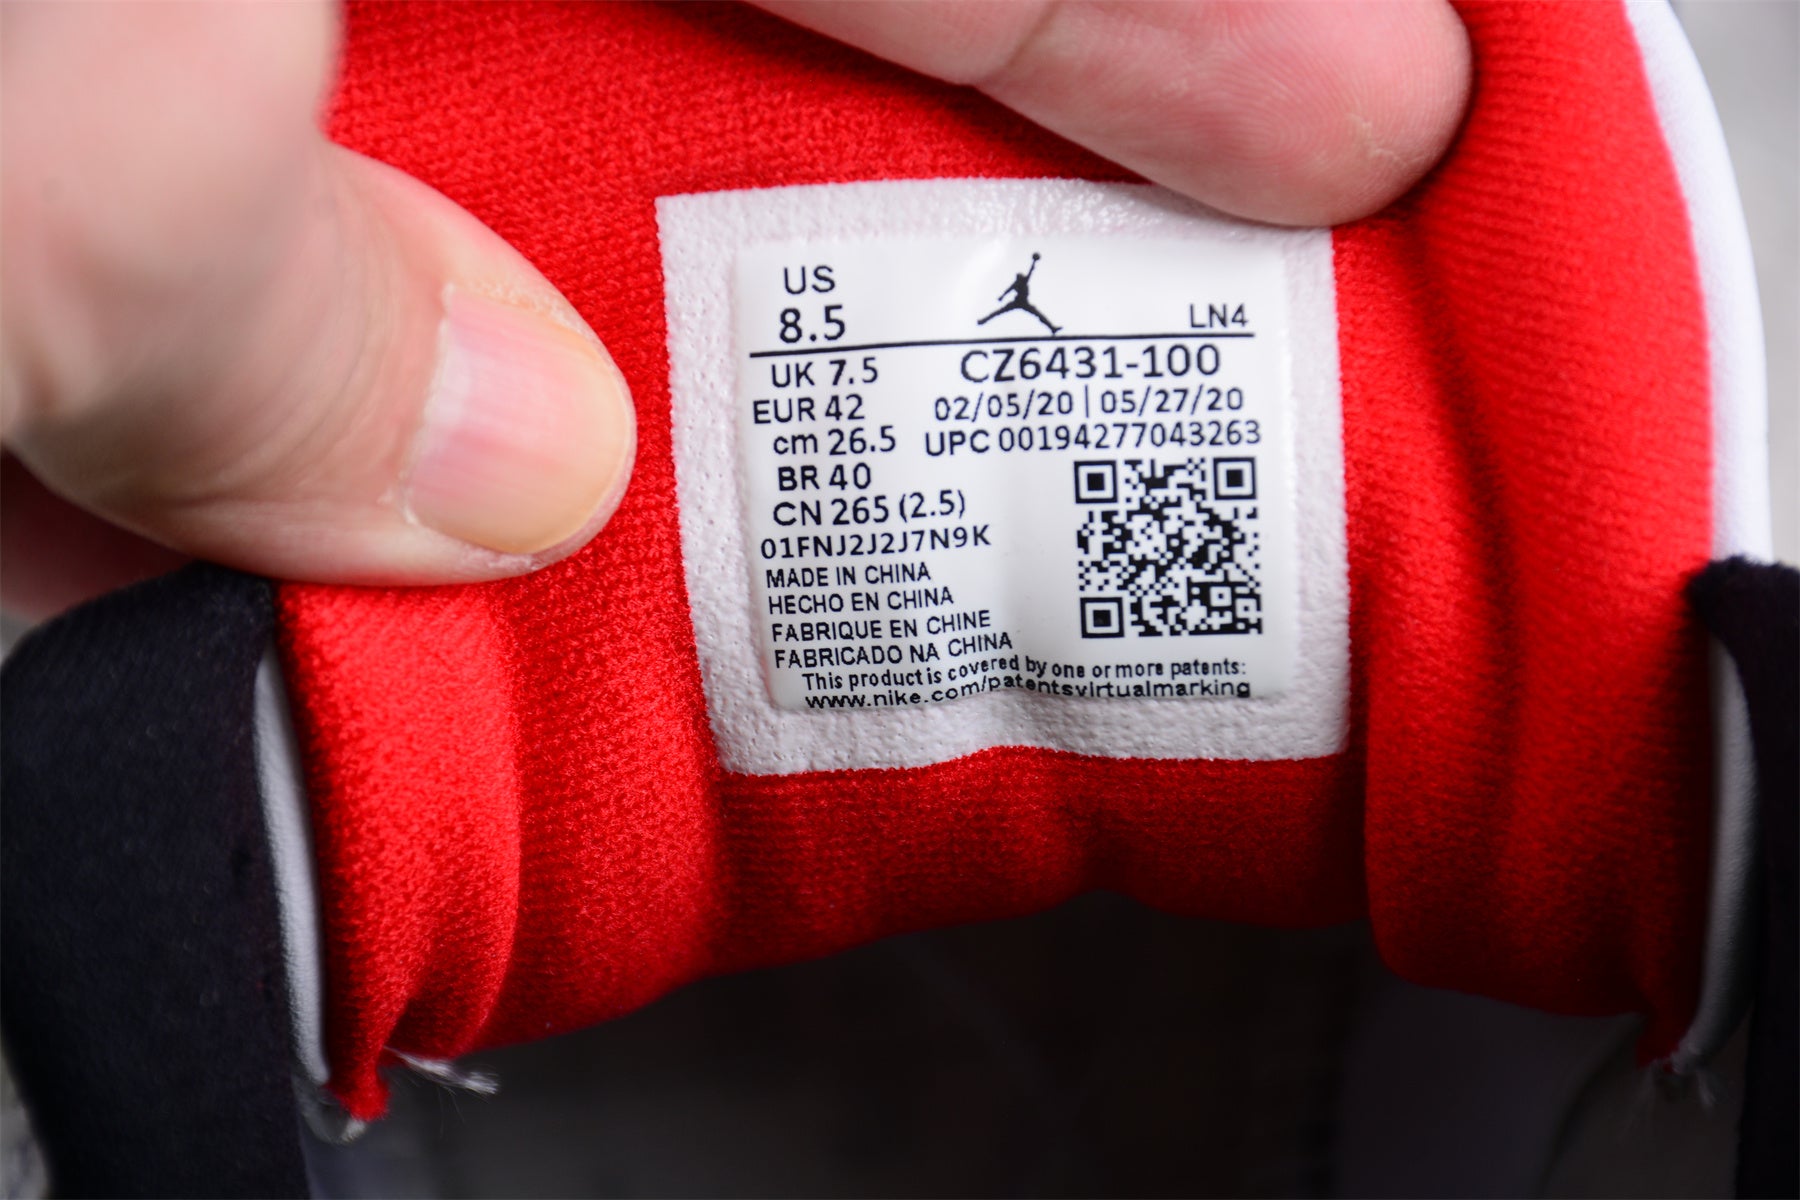 US
8.5
LN4
UK 7.5
CZ6431-100
EUR 42
02/05/20 | 05/27/20
cm 26.5
UPC 00194277043263
BR 40
CN 265 (2.5)
01FNJ2J2J7N9K
MADE IN CHINA
HECHO EN CHINA
FABRIQUE EN CHINE
FABRICADO NA CHINA
This product is covered by one or more patents:
www.nike.com/patentsvirtualmarking